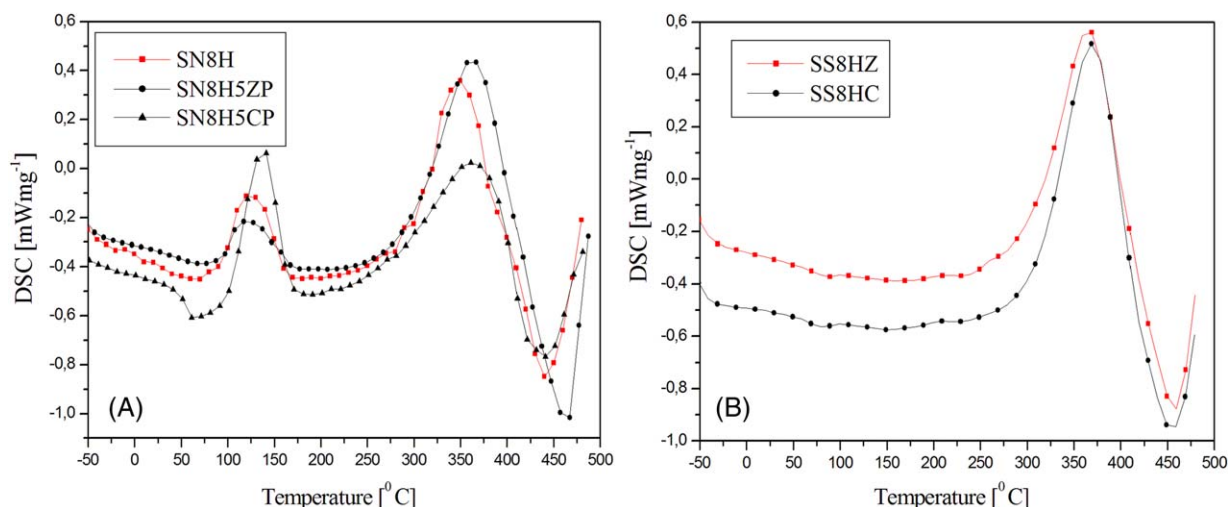 0,6
0,4
0,2
0,0
-0,2
-0,4
-0,6
-0,8
-1,0
DSC [mWmg-1]
SN8H
SN8H5ZP
SN8H5CP
(A)
-50 0 50 100 150 200 250 300 350 400 450 500
Temperature [0 C]
0,6
0,4
0,2
0,0
-0,2
-0,4
-0,6
-0,8
-1,0
DSC [mWmg-1]
SS8HZ
SS8HC
(B)
-50 0 50 100 150 200 250 300 350 400 450 500
Temperature [0 C]